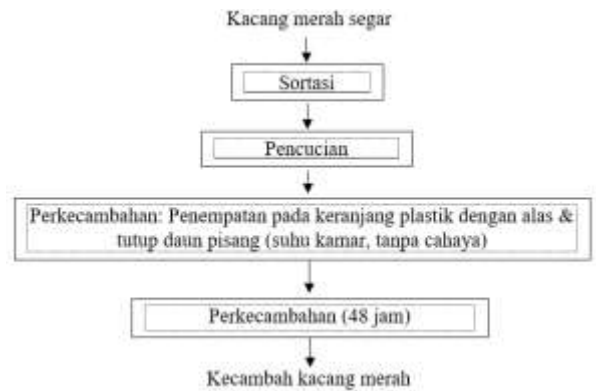 Kacang merah segar
Sortasi
Pencucian
Perkecambahan: Penempatan pada keranjang plastik dengan alas &
tutup daun pisang (suhu kamar, tanpa cahaya)
Perkecambahan (48 jam)
Kecambah kacang merah